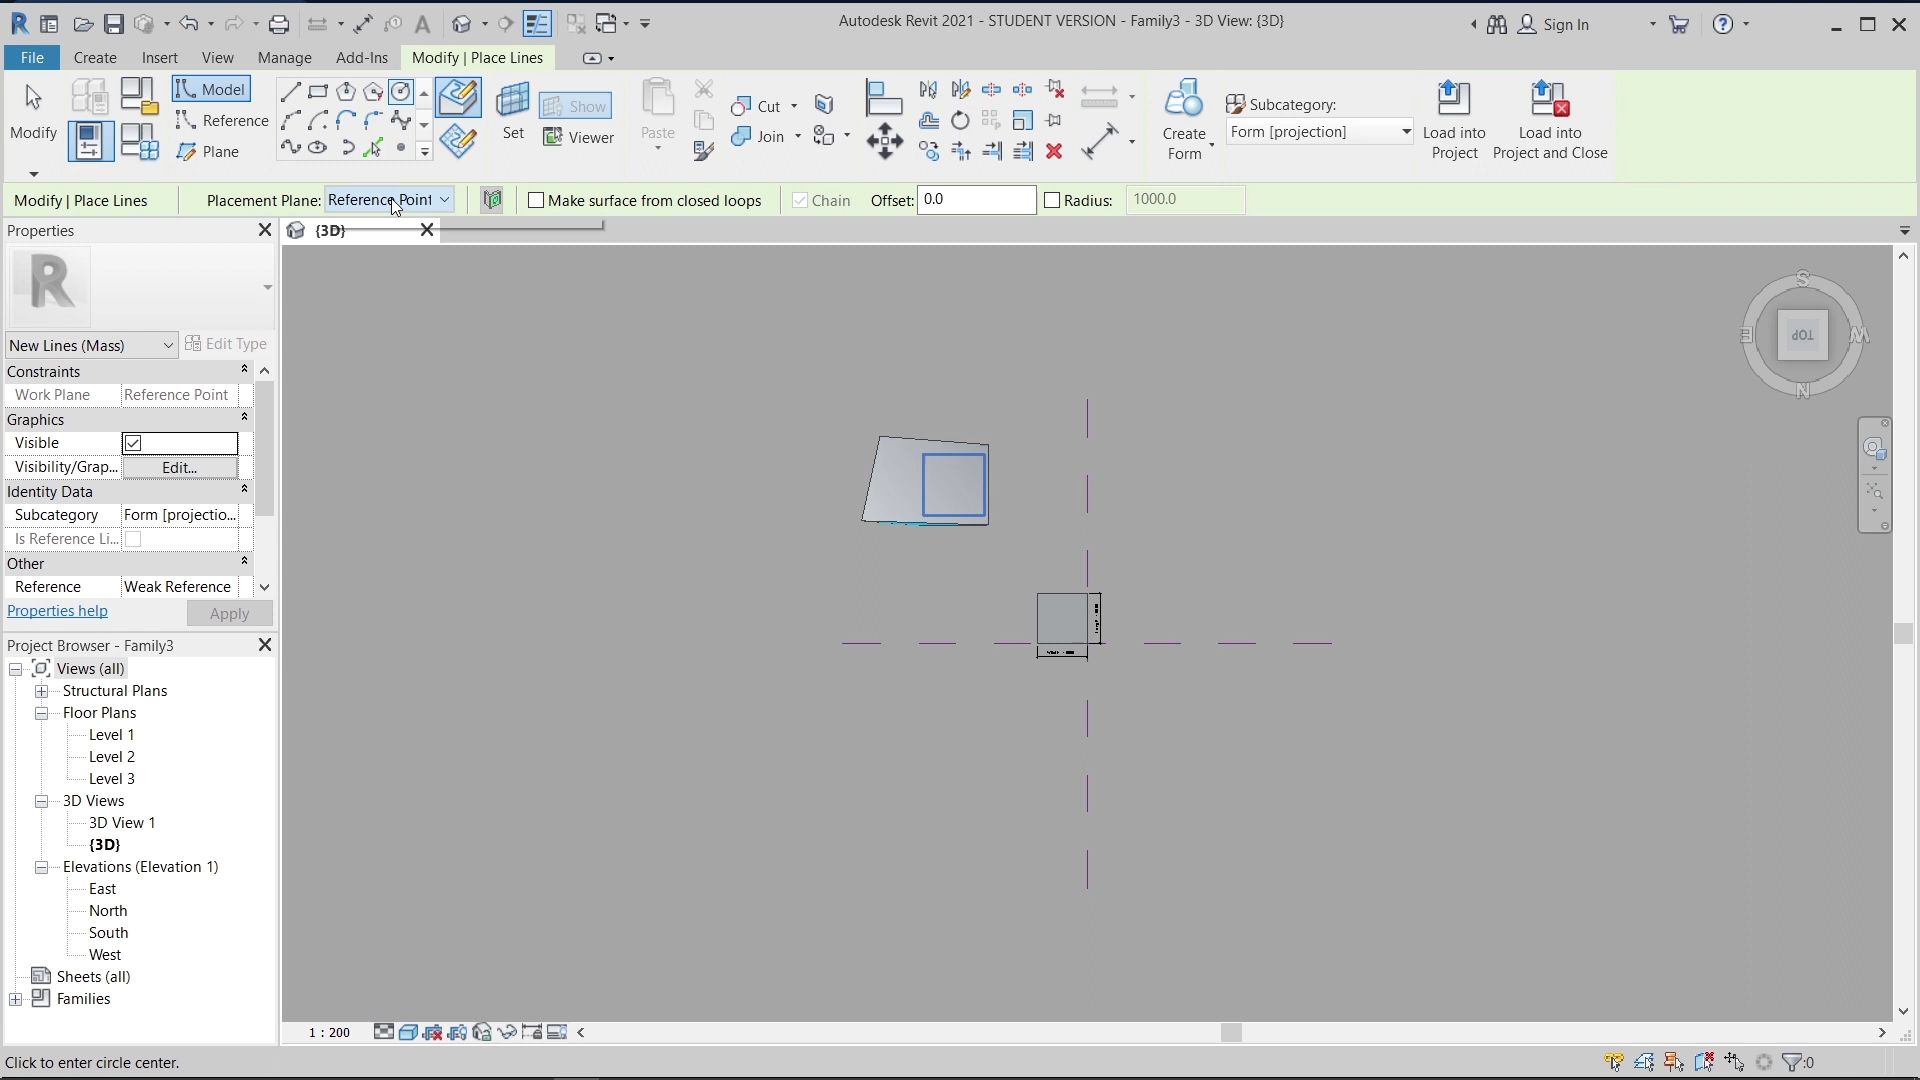 Autodesk Revit 2021 - STUDENT VERSION - Family3 - 3D View: {3D}
Sign In
File
Create
Insert
View
Manage
Add-Ins
Modify | Place Lines
Modify
Model
Reference
Plane
Set
Show
Viewer
Paste
Cut
Join
Create
Form
Subcategory:
Form [projection]
Load into
Project
Load into
Project and Close
Modify | Place Lines
Placement Plane:
Reference Point
Make surface from closed loops
Chain
Offset:
0.0
Radius:
1000.0
Properties
{3D}
R
New Lines (Mass)
Edit Type
Constraints
Work Plane
Reference Point
Graphics
Visible
Visibility/Grap...
Edit...
Identity Data
Subcategory
Form [projectio...
Is Reference Li...
Other
Reference
Weak Reference
Properties help
Apply
Project Browser - Family3
Views (all)
Structural Plans
Floor Plans
Level 1
Level 2
Level 3
3D Views
3D View 1
{3D}
Elevations (Elevation 1)
East
North
South
West
Sheets (all)
Families
S
E
TOP
W
N
1 : 200
Click to enter circle center.
:0